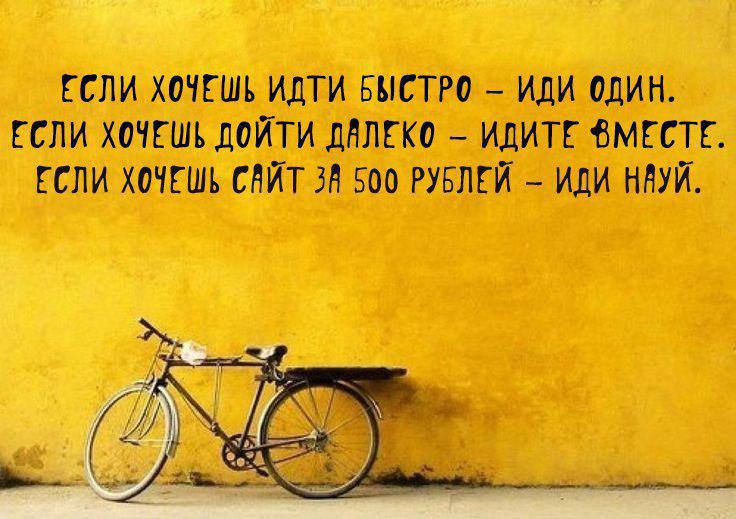 ЕСЛИ ХОЧЕШЬ ИДТИ БЫСТРО – ИДИ ОДИН.
ЕСЛИ ХОЧЕШЬ ДОЙТИ ДАЛЕКО – ИДИТЕ ВМЕСТЕ.
ЕСЛИ ХОЧЕШЬ САЙТ ЗА 500 РУБЛЕЙ – ИДИ НАУЙ.